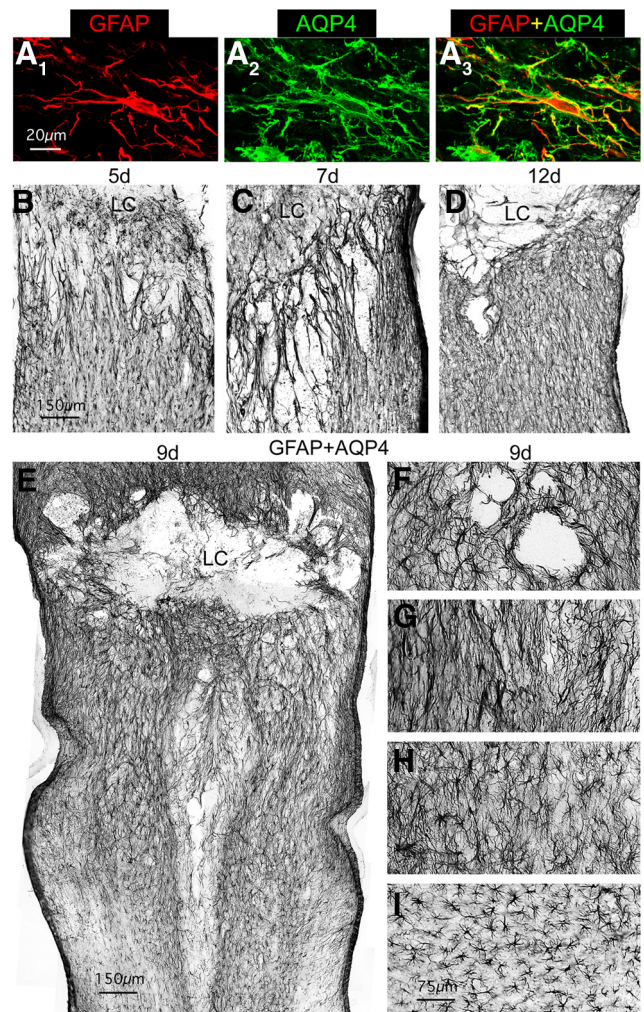 GFAP AQP4 GFAP+AQP4
A1 A2 A3
20µm
5d 7d 12d
B LC C LC D LC
150µm
GFAP+AQP4
9d 9d
E LC F
G
H
I
150µm 75µm